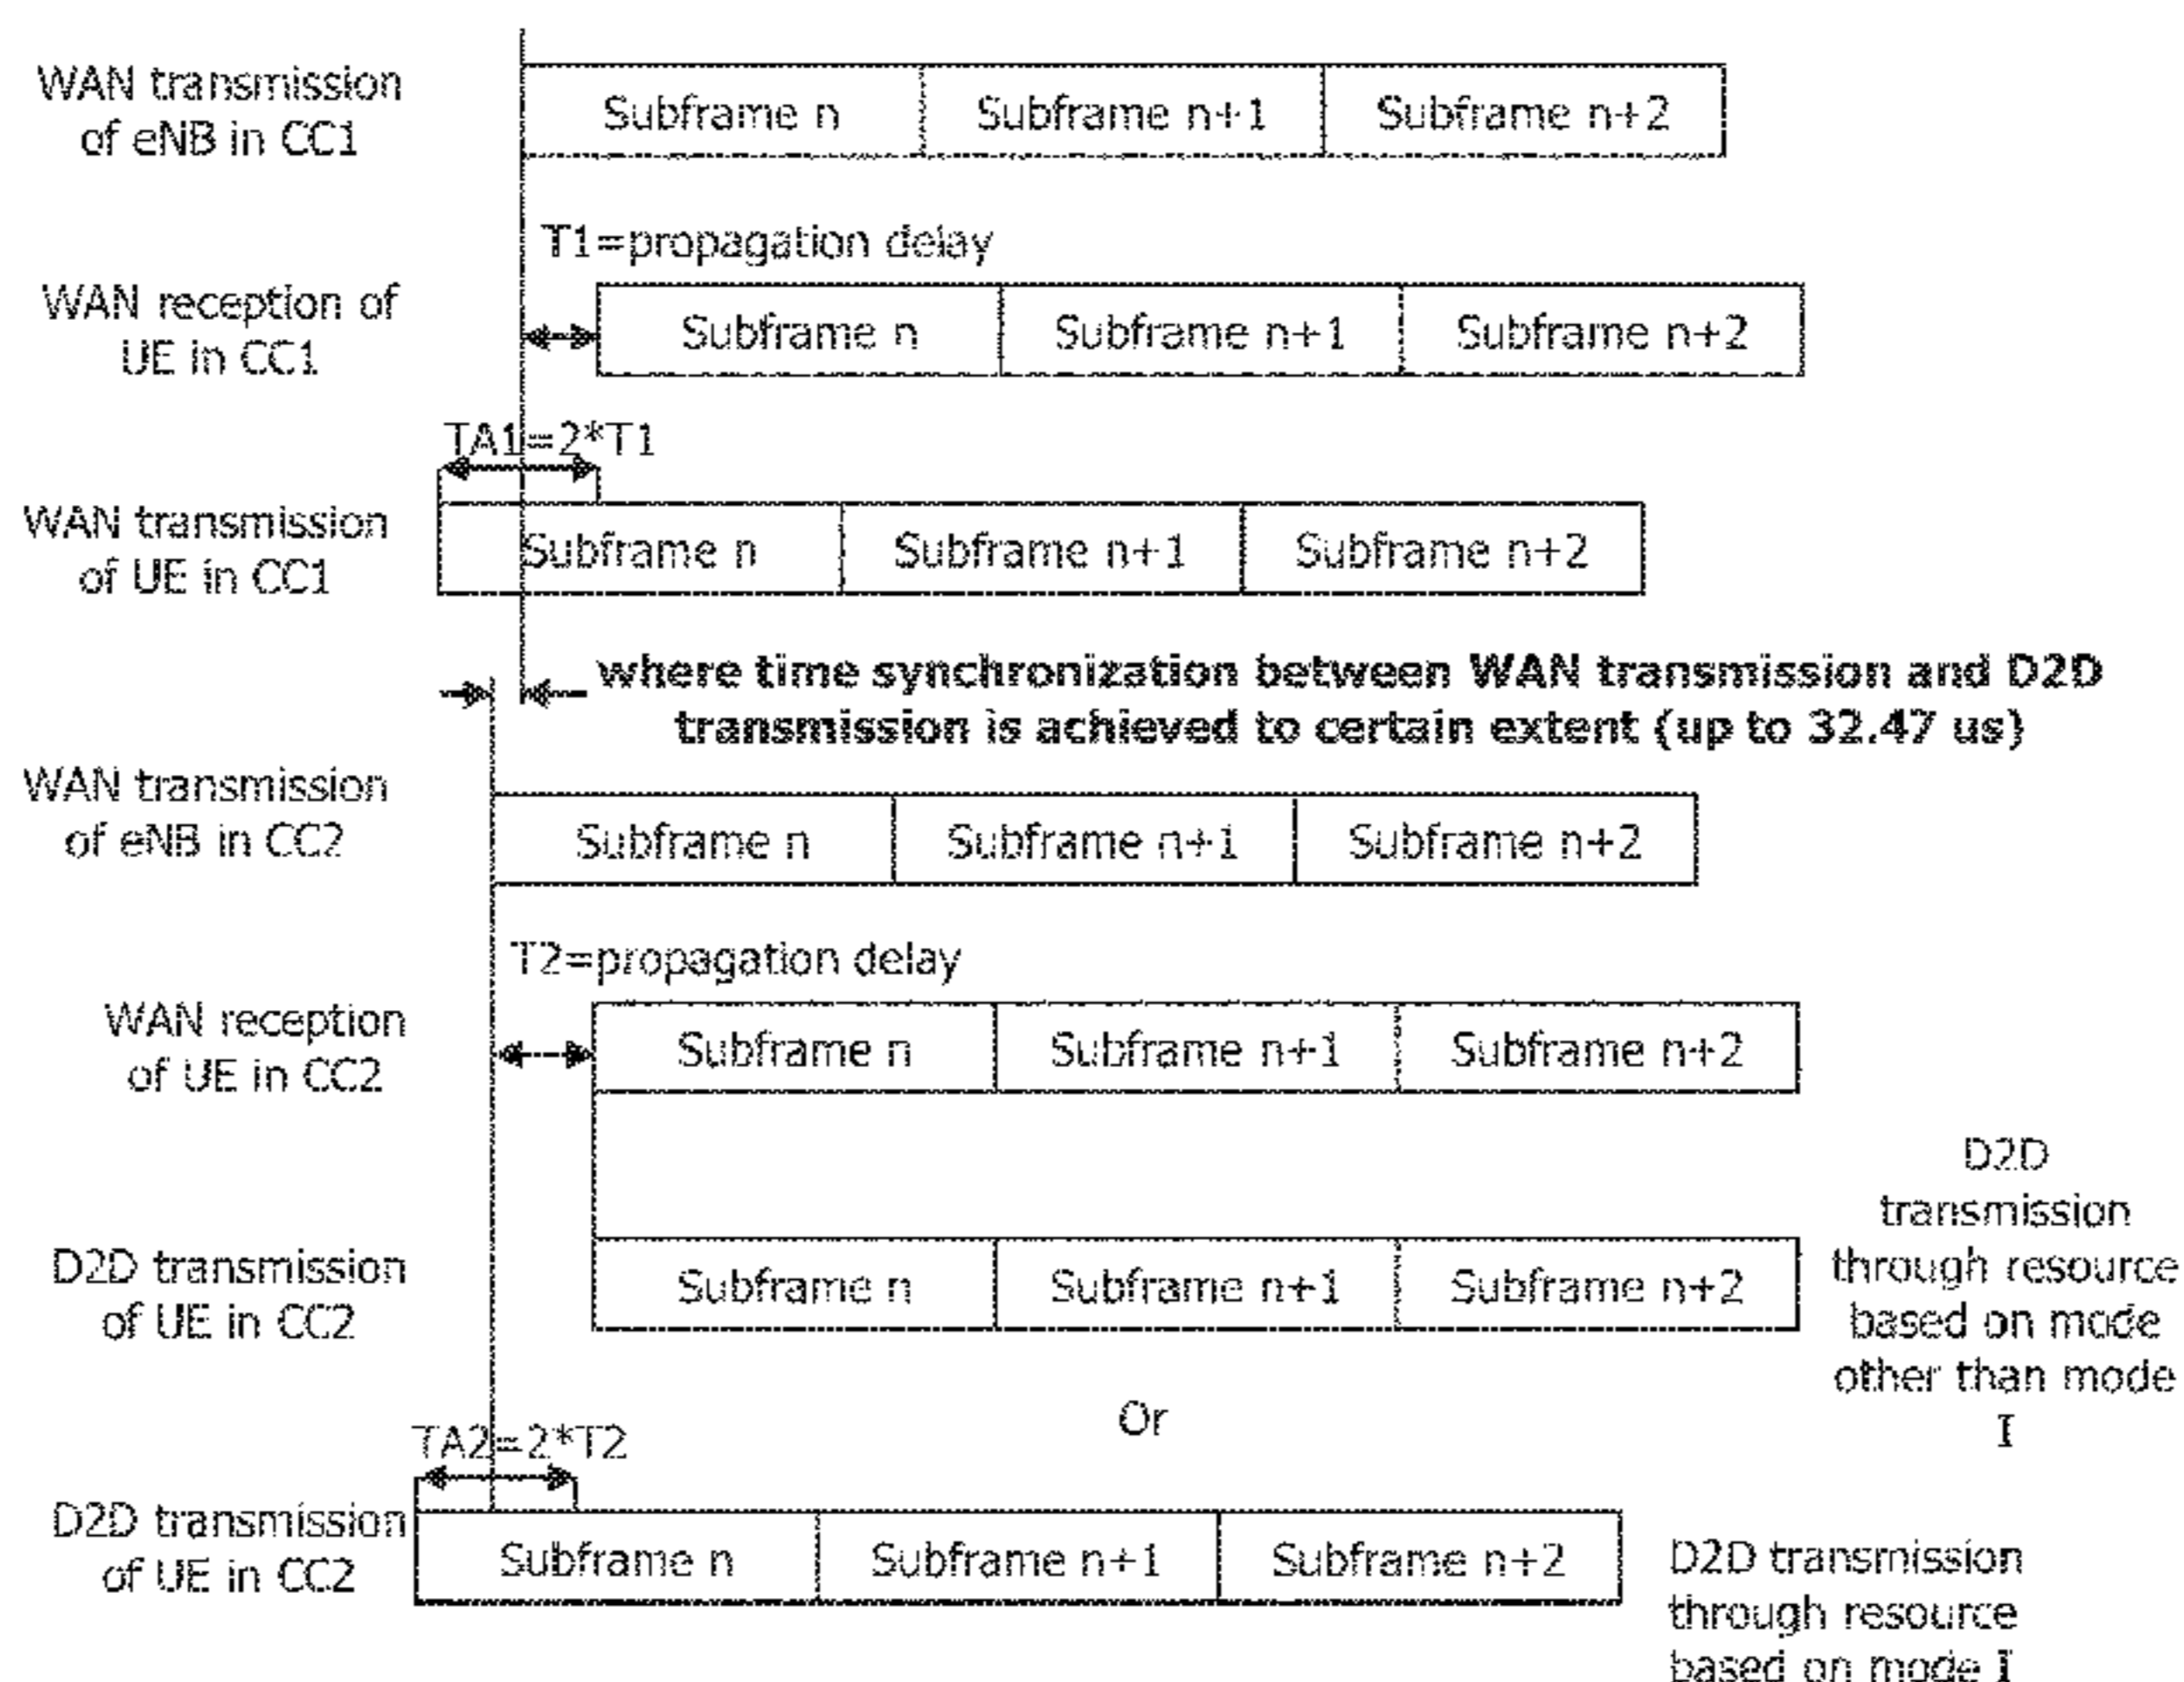 WAN transmission
of eNB in CC1
Subframe n
Subframe n+1
Subframe n+2
T1=propagation delay
WAN reception of
UE in CC1
Subframe n
Subframe n+1
Subframe n+2
TA1=2*T1
WAN transmission
of UE in CC1
Subframe n
Subframe n+1
Subframe n+2
where time synchronization between WAN transmission and D2D
transmission is achieved to certain extent (up to 32.47 us)
WAN transmission
of eNB in CC2
Subframe n
Subframe n+1
Subframe n+2
T2=propagation delay
WAN reception
of UE in CC2
Subframe n
Subframe n+1
Subframe n+2
D2D transmission
of UE in CC2
Subframe n
Subframe n+1
Subframe n+2
D2D
transmission
through resource
based on mode
other than mode
I
Or
TA2=2*T2
D2D transmission
of UE in CC2
Subframe n
Subframe n+1
Subframe n+2
D2D transmission
through resource
based on mode I